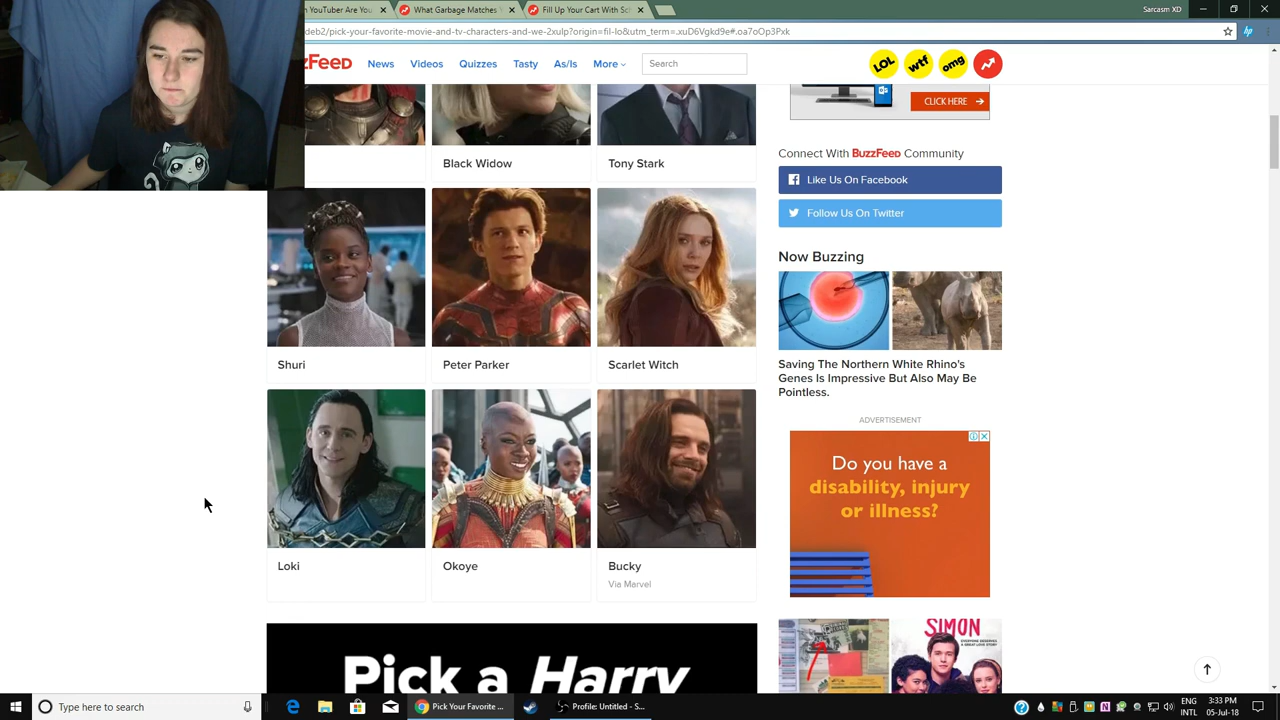 n YouTube Are You
What Garbage Matches Y
Fill Up Your Cart With Sch
Sarcasm XD
deb2/pick-your-favorite-movie-and-tv-characters-and-we-2xulp?origin=fil-lo&utm_term=.xuD6Vgkd9e#.oa7oOp3Pxk
zFeed
News
Videos
Quizzes
Tasty
As/Is
More
Search
LOL
wtf
omg
CLICK HERE
Black Widow
Tony Stark
Connect With BuzzFeed Community
Like Us On Facebook
Follow Us On Twitter
Now Buzzing
Shuri
Peter Parker
Scarlet Witch
Saving The Northern White Rhino's
Genes Is Impressive But Also May Be
Pointless.
ADVERTISEMENT
Do you have a
disability, injury
or illness?
Loki
Okoye
Bucky
Via Marvel
SIMON
Pick a Harry
Type here to search
Pick Your Favorite ...
Profile: Untitled - S...
ENG
INTL
3:33 PM
05-Jul-18